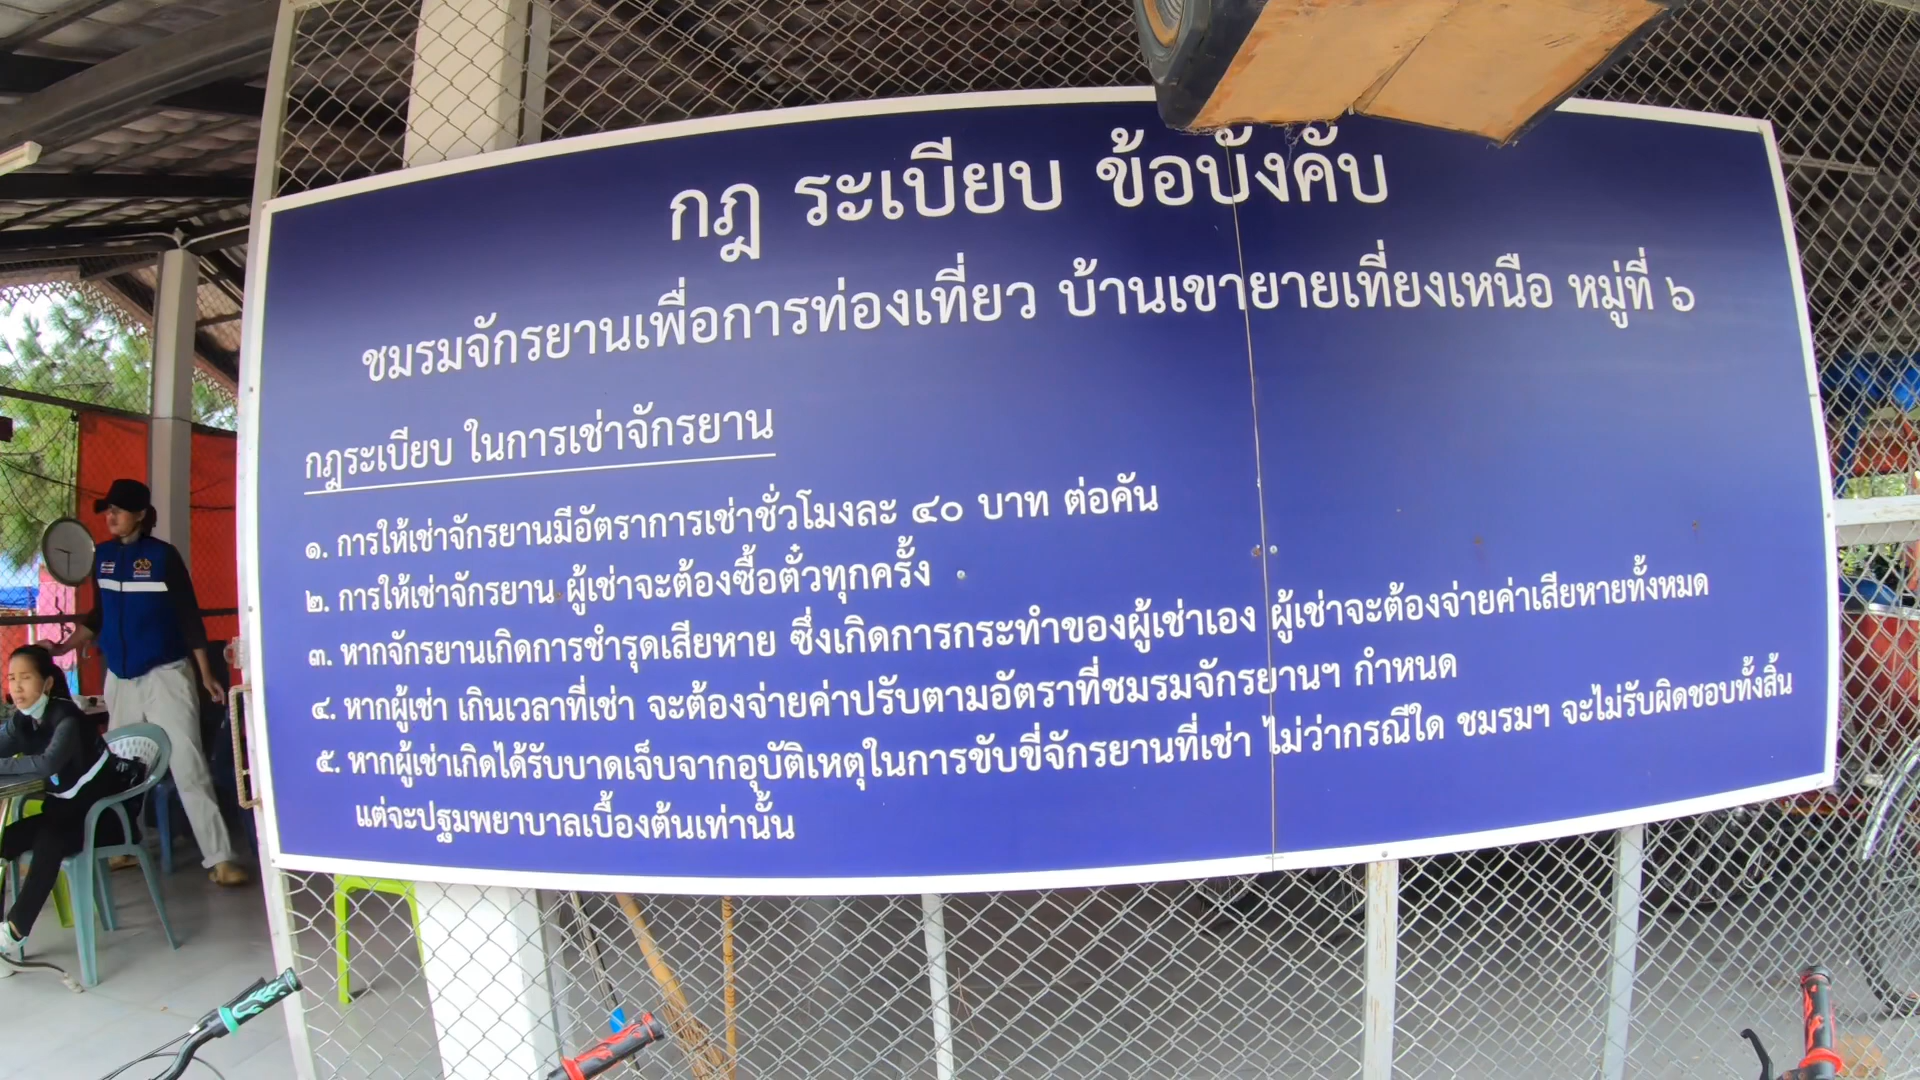 กฎ ระเบียบ ข้อบังคับ
ชมรมจักรยานเพื่อการท่องเที่ยว บ้านเขายายเที่ยงเหนือ หมู่ที่ ๖
กฎระเบียบ ในการเช่าจักรยาน
๑. การให้เช่าจักรยานมีอัตราการเช่าชั่วโมงละ ๔๐ บาท ต่อคัน
๒. การให้เช่าจักรยาน ผู้เช่าจะต้องซื้อตั๋วทุกครั้ง
๓. หากจักรยานเกิดการชำรุดเสียหาย ซึ่งเกิดการกระทำของผู้เช่าเอง ผู้เช่าจะต้องจ่ายค่าเสียหายทั้งหมด
๔. หากผู้เช่า เกินเวลาที่เช่า จะต้องจ่ายค่าปรับตามอัตราที่ชมรมจักรยานฯ กำหนด
๕. หากผู้เช่าเกิดได้รับบาดเจ็บจากอุบัติเหตุในการขับขี่จักรยานที่เช่า ไม่ว่ากรณีใด ชมรมฯ จะไม่รับผิดชอบทั้งสิ้น
แต่จะปฐมพยาบาลเบื้องต้นเท่านั้น